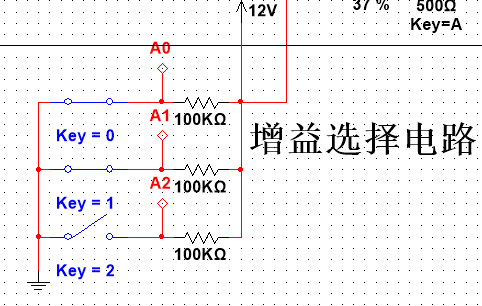 37 % 500Ω
12V
Key=A
A0
100KΩ
Key = 0
A1
增益选择电路
100KΩ
Key = 1
A2
100KΩ
Key = 2